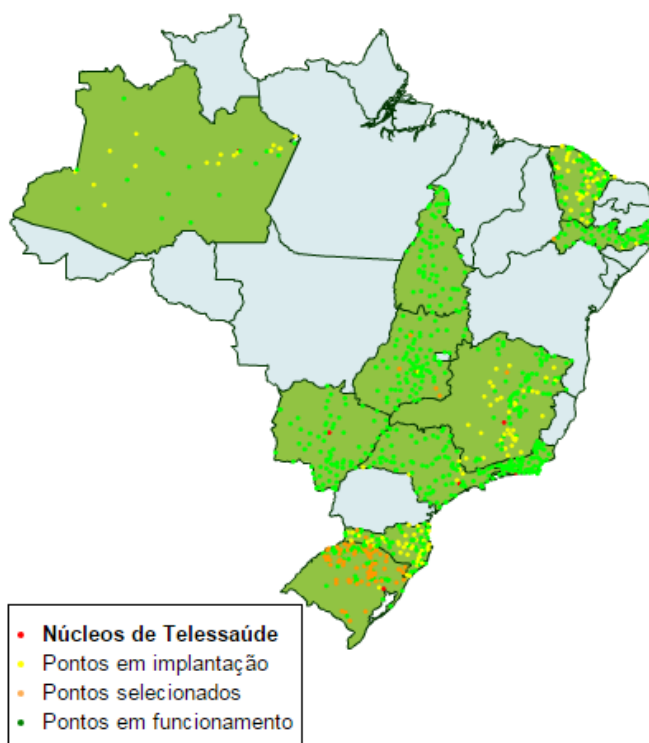 Núcleos de Telessaúde
Pontos em implantação
Pontos selecionados
Pontos em funcionamento